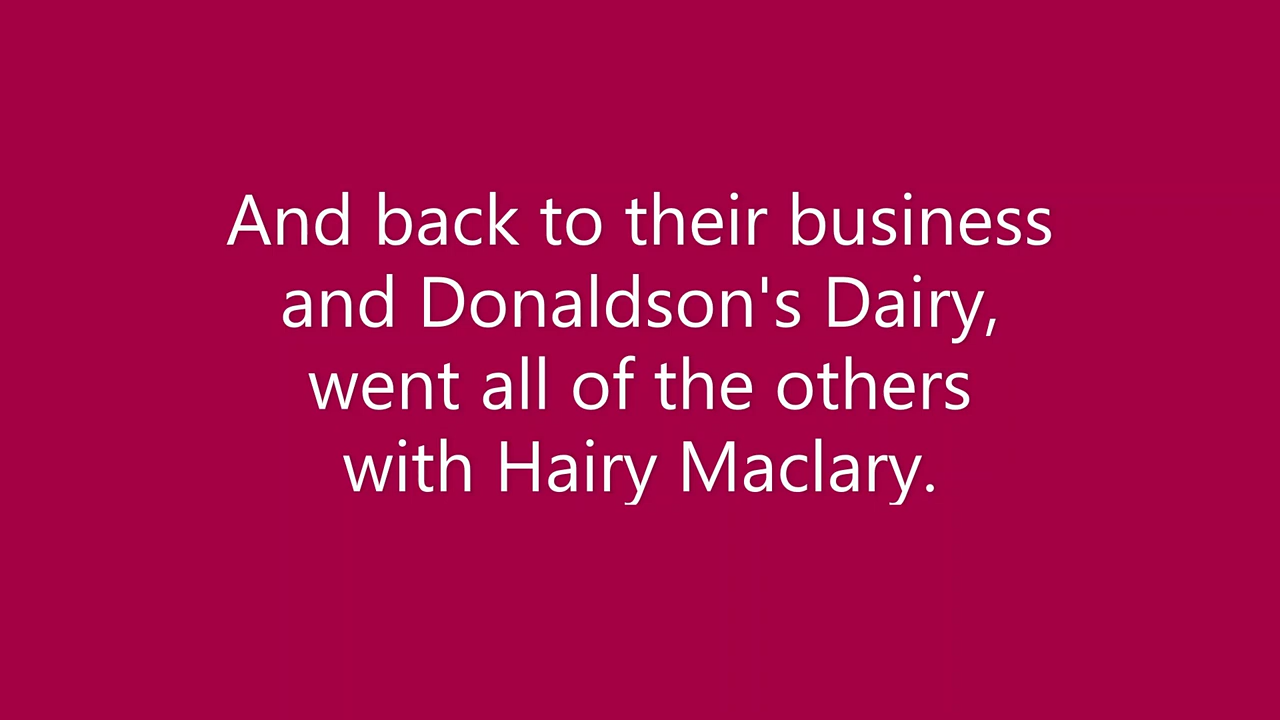 And back to their business
and Donaldson's Dairy,
went all of the others
with Hairy Maclary.